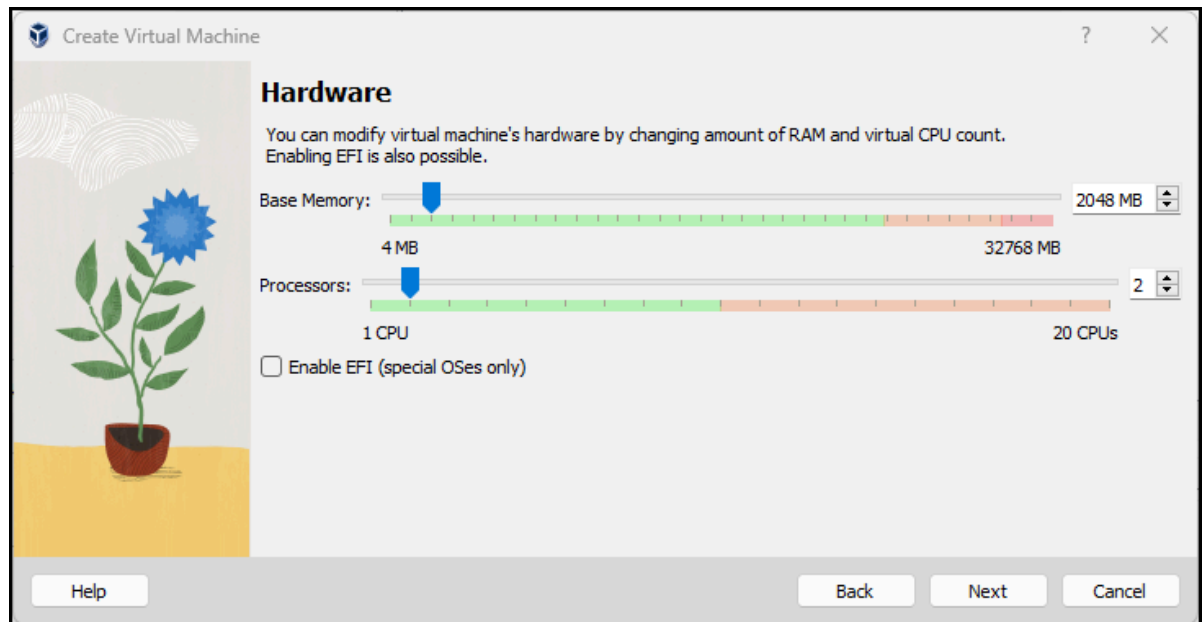 Create Virtual Machine
?
Hardware
You can modify virtual machine's hardware by changing amount of RAM and virtual CPU count.
Enabling EFI is also possible.
Base Memory:
2048 MB
4 MB
32768 MB
Processors:
2
1 CPU
20 CPUs
Enable EFI (special OSes only)
Help
Back
Next
Cancel